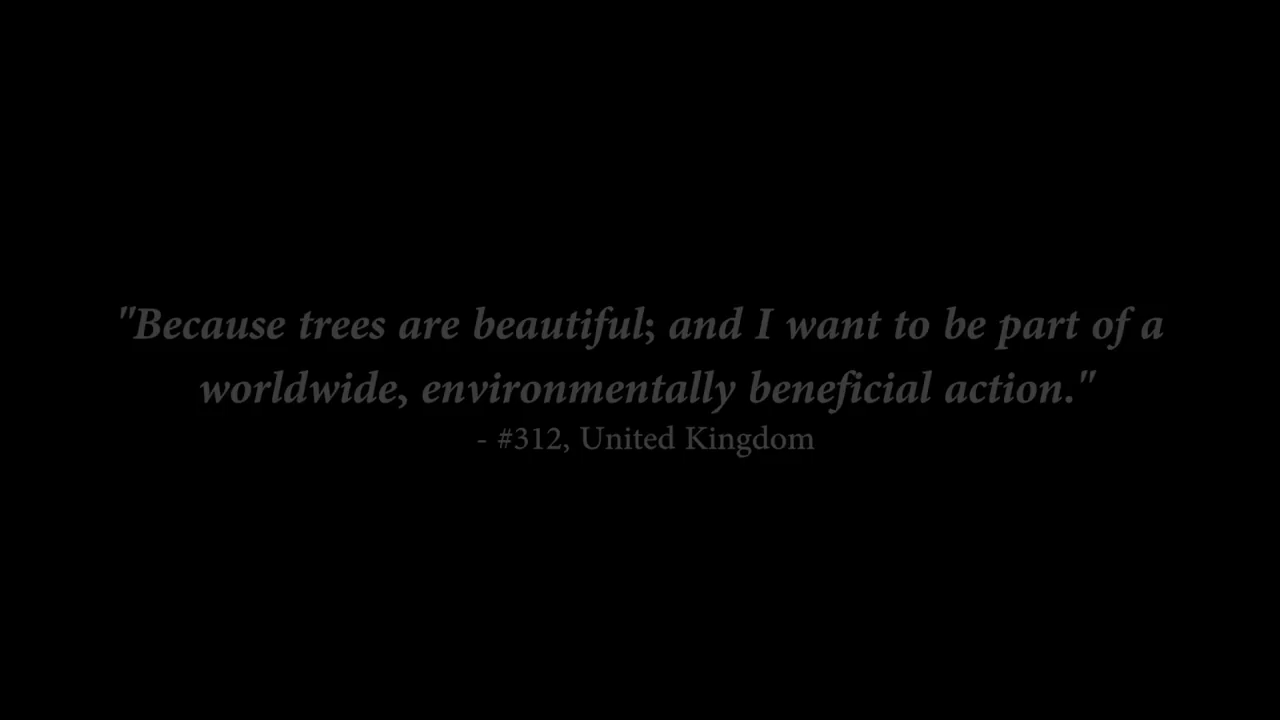 "Because trees are beautiful; and I want to be part of a
worldwide, environmentally beneficial action."
- #312, United Kingdom